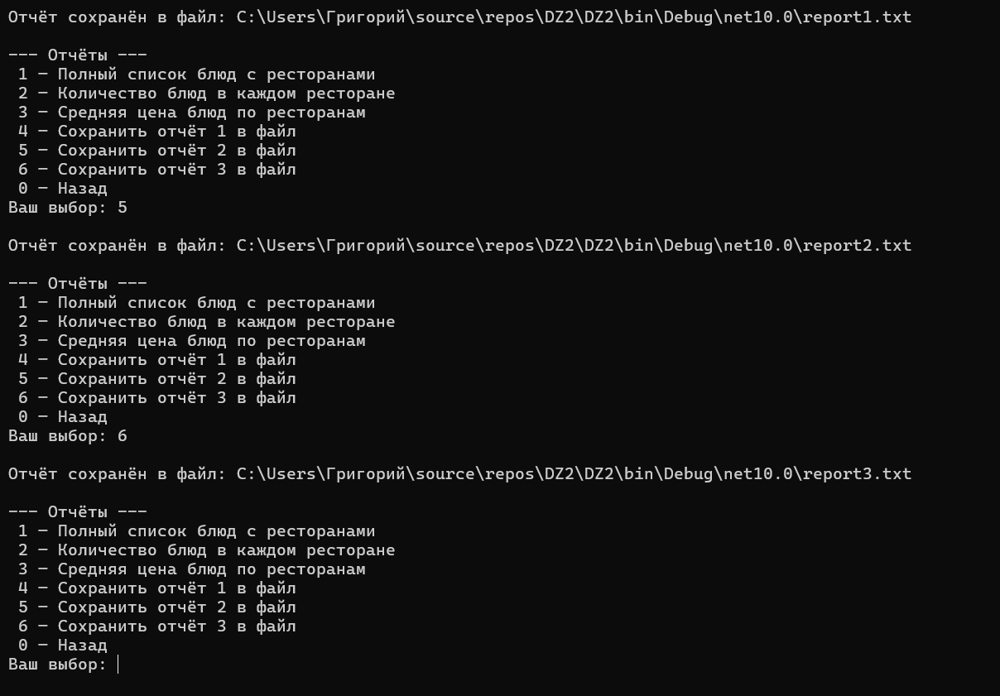 Отчёт сохранён в файл: C:\Users\Григорий\source\repos\DZ2\DZ2\bin\Debug\net10.0\report1.txt
--- Отчёты ---
1 — Полный список блюд с ресторанами
2 — Количество блюд в каждом ресторане
3 — Средняя цена блюд по ресторанам
4 — Сохранить отчёт 1 в файл
5 — Сохранить отчёт 2 в файл
6 — Сохранить отчёт 3 в файл
0 — Назад
Ваш выбор: 5
Отчёт сохранён в файл: C:\Users\Григорий\source\repos\DZ2\DZ2\bin\Debug\net10.0\report2.txt
--- Отчёты ---
1 — Полный список блюд с ресторанами
2 — Количество блюд в каждом ресторане
3 — Средняя цена блюд по ресторанам
4 — Сохранить отчёт 1 в файл
5 — Сохранить отчёт 2 в файл
6 — Сохранить отчёт 3 в файл
0 — Назад
Ваш выбор: 6
Отчёт сохранён в файл: C:\Users\Григорий\source\repos\DZ2\DZ2\bin\Debug\net10.0\report3.txt
--- Отчёты ---
1 — Полный список блюд с ресторанами
2 — Количество блюд в каждом ресторане
3 — Средняя цена блюд по ресторанам
4 — Сохранить отчёт 1 в файл
5 — Сохранить отчёт 2 в файл
6 — Сохранить отчёт 3 в файл
0 — Назад
Ваш выбор: